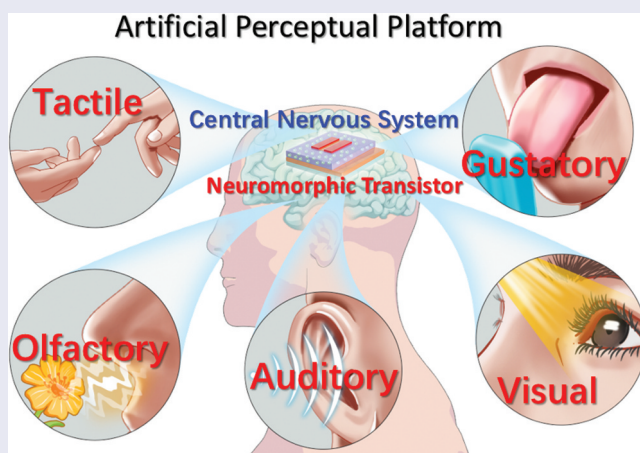 Artificial Perceptual Platform
Tactile
Central Nervous System
Gustatory
Neuromorphic Transistor
Olfactory
Auditory
Visual